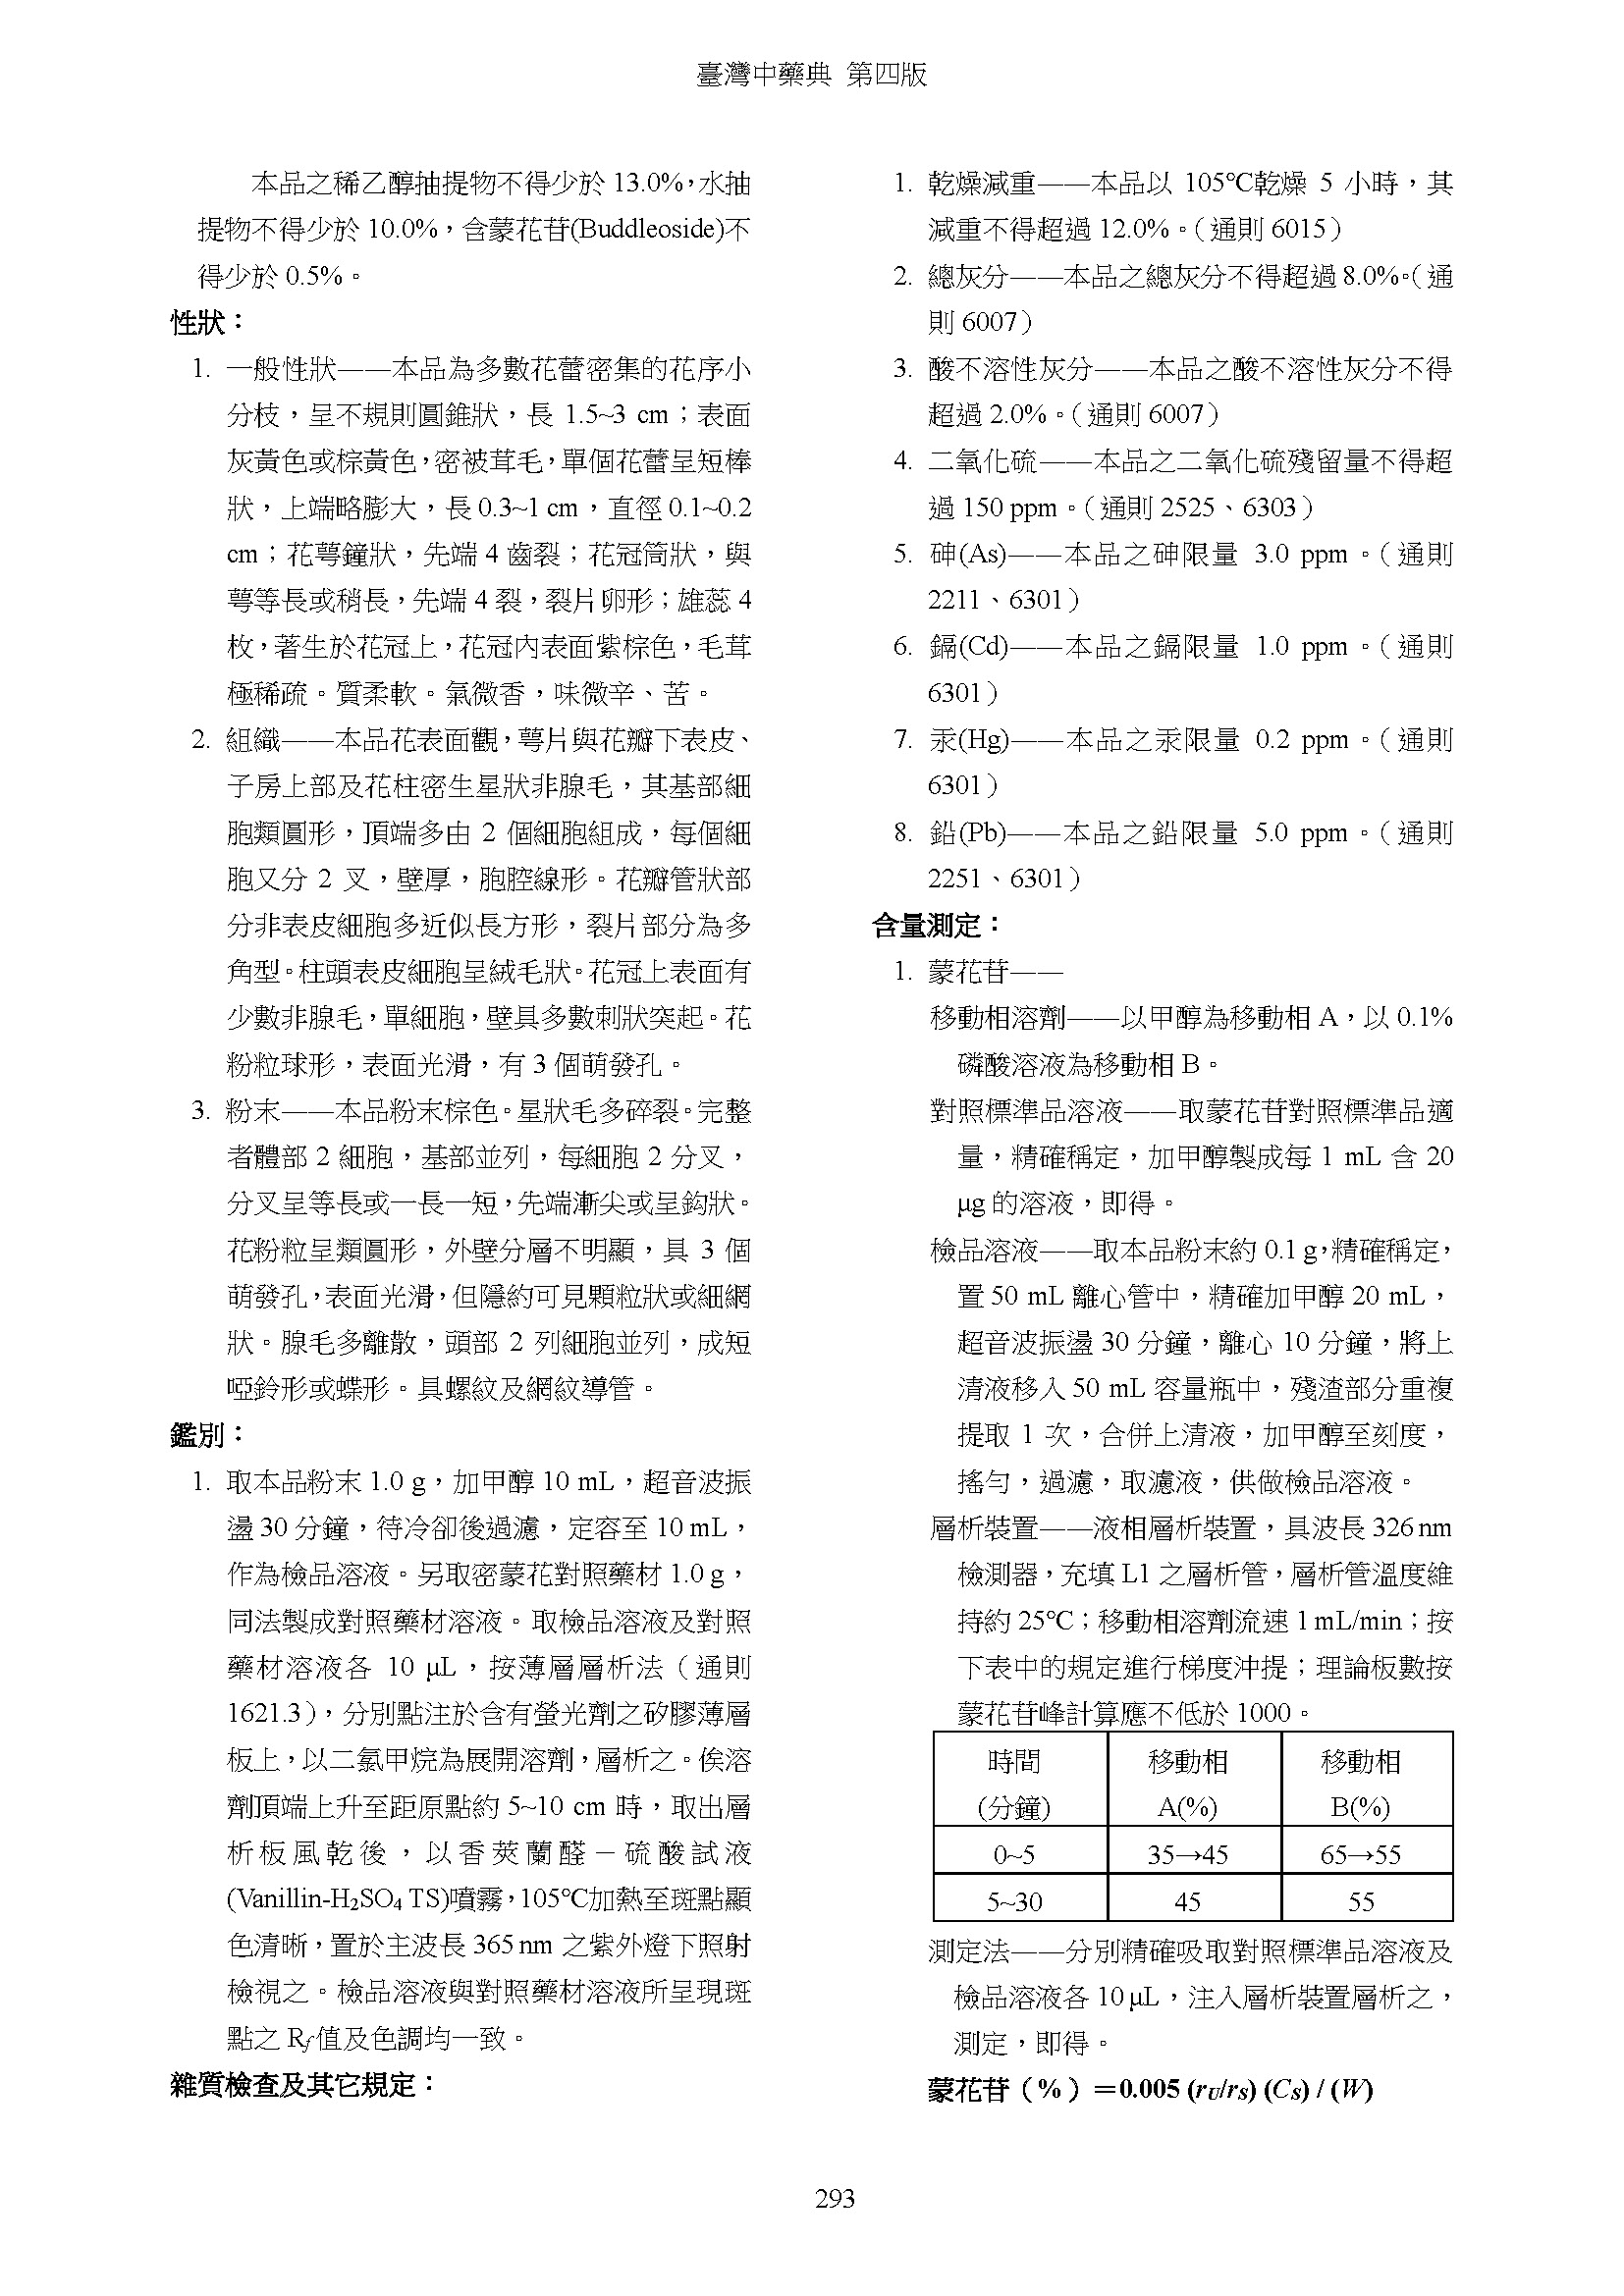 臺灣中藥典 第四版
本品之稀乙醇抽提物不得少於 13.0%，水抽
提物不得少於 10.0%，含蒙花苷(Buddleoside)不
得少於 0.5%。
性狀：
1. 一般性狀——本品為多數花蕾密集的花序小
分枝，呈不規則圓錐狀，長 1.5~3 cm；表面
灰黃色或棕黃色，密被茸毛，單個花蕾呈短棒
狀，上端略膨大，長 0.3~1 cm，直徑 0.1~0.2
cm；花萼鐘狀，先端 4 齒裂；花冠筒狀，與
萼等長或稍長，先端 4 裂，裂片卵形；雄蕊 4
枚，著生於花冠上，花冠內表面紫棕色，毛茸
極稀疏。質柔軟。氣微香，味微辛、苦。
2. 組織——本品花表面觀，萼片與花瓣下表皮、
子房上部及花柱密生星狀非腺毛，其基部細
胞類圓形，頂端多由 2 個細胞組成，每個細
胞又分 2 叉，壁厚，胞腔線形。花瓣管狀部
分非表皮細胞多近似長方形，裂片部分為多
角型。柱頭表皮細胞呈絨毛狀。花冠上表面有
少數非腺毛，單細胞，壁具多數刺狀突起。花
粉粒球形，表面光滑，有 3 個萌發孔。
3. 粉末——本品粉末棕色。星狀毛多碎裂。完整
者體部 2 細胞，基部並列，每細胞 2 分叉，
分叉呈等長或一長一短，先端漸尖或呈鈎狀。
花粉粒呈類圓形，外壁分層不明顯，具 3 個
萌發孔，表面光滑，但隱約可見顆粒狀或細網
狀。腺毛多離散，頭部 2 列細胞並列，成短
啞鈴形或蝶形。具螺紋及網紋導管。
鑑別：
1. 取本品粉末 1.0 g，加甲醇 10 mL，超音波振
盪 30 分鐘，待冷卻後過濾，定容至 10 mL，
作為檢品溶液。另取密蒙花對照藥材 1.0 g，
同法製成對照藥材溶液。取檢品溶液及對照
藥材溶液各 10 μL，按薄層層析法（通則
1621.3），分別點注於含有螢光劑之矽膠薄層
板上，以二氯甲烷為展開溶劑，層析之。俟溶
劑頂端上升至距原點約 5~10 cm 時，取出層
析板風乾後，以香莢蘭醛－硫酸試液
(Vanillin-H₂SO₄ TS)噴霧，105℃加熱至斑點顯
色清晰，置於主波長 365 nm 之紫外燈下照射
檢視之。檢品溶液與對照藥材溶液所呈現斑
點之 Rf 值及色調均一致。
雜質檢查及其它規定：
1. 乾燥減重——本品以 105℃乾燥 5 小時，其
減重不得超過 12.0%。（通則 6015）
2. 總灰分——本品之總灰分不得超過 8.0%。（通
則 6007）
3. 酸不溶性灰分——本品之酸不溶性灰分不得
超過 2.0%。（通則 6007）
4. 二氧化硫——本品之二氧化硫殘留量不得超
過 150 ppm。（通則 2525、6303）
5. 砷(As)——本品之砷限量 3.0 ppm。（通則
2211、6301）
6. 鎘(Cd)——本品之鎘限量 1.0 ppm。（通則
6301）
7. 汞(Hg)——本品之汞限量 0.2 ppm。（通則
6301）
8. 鉛(Pb)——本品之鉛限量 5.0 ppm。（通則
2251、6301）
含量測定：
1. 蒙花苷——
移動相溶劑——以甲醇為移動相 A，以 0.1%
磷酸溶液為移動相 B。
對照標準品溶液——取蒙花苷對照標準品適
量，精確稱定，加甲醇製成每 1 mL 含 20
μg 的溶液，即得。
檢品溶液——取本品粉末約 0.1 g，精確稱定，
置 50 mL 離心管中，精確加甲醇 20 mL，
超音波振盪 30 分鐘，離心 10 分鐘，將上
清液移入 50 mL 容量瓶中，殘渣部分重複
提取 1 次，合併上清液，加甲醇至刻度，
搖勻，過濾，取濾液，供做檢品溶液。
層析裝置——液相層析裝置，具波長 326 nm
檢測器，充填 L1 之層析管，層析管溫度維
持約 25℃；移動相溶劑流速 1 mL/min；按
下表中的規定進行梯度沖提；理論板數按
蒙花苷峰計算應不低於 1000。
時間 移動相 移動相
(分鐘) A(%) B(%)
0~5 35→45 65→55
5~30 45 55
測定法——分別精確吸取對照標準品溶液及
檢品溶液各 10 μL，注入層析裝置層析之，
測定，即得。
蒙花苷（%）＝0.005 (rU/rS) (CS) / (W)
293